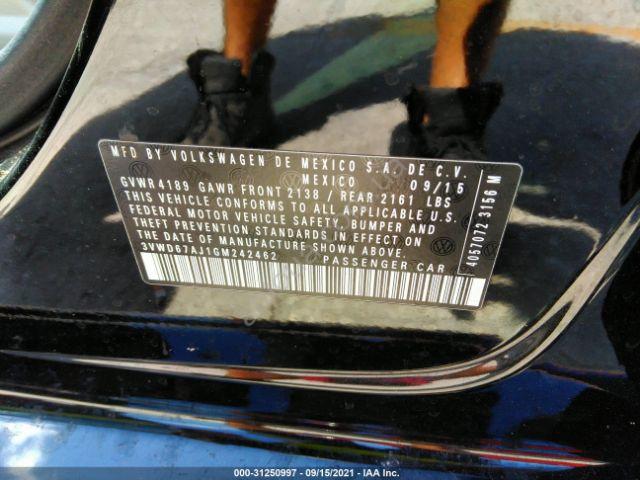 MFD BY VOLKSWAGEN DE MEXICO S.A. DE C.V.
MEXICO 09/15
GVWR 4189 GAWR FRONT 2138 / REAR 2161 LBS
THIS VEHICLE CONFORMS TO ALL APPLICABLE U.S.
FEDERAL MOTOR VEHICLE SAFETY, BUMPER AND
THEFT PREVENTION STANDARDS IN EFFECT ON
THE DATE OF MANUFACTURE SHOWN ABOVE.
3VWD67AJ1GM242462 PASSENGER CAR
4057072 3156 M
000-31250997 - 09/15/2021 - IAA Inc.